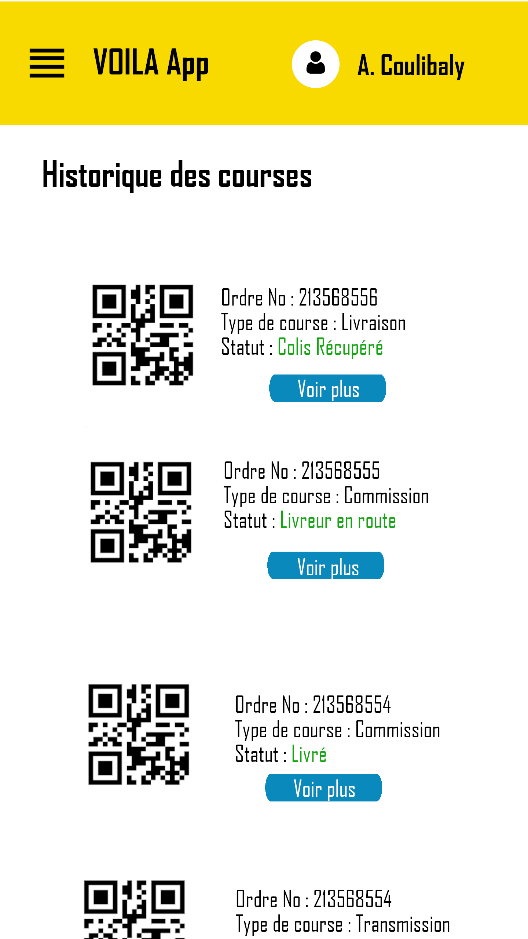 VOILA App
A. Coulibaly
Historique des courses
Ordre No : 213568556
Type de course : Livraison
Statut : Colis Récupéré
Voir plus
Ordre No : 213568555
Type de course : Commission
Statut : Livreur en route
Voir plus
Ordre No : 213568554
Type de course : Commission
Statut : Livré
Voir plus
Ordre No : 213568554
Type de course : Transmission